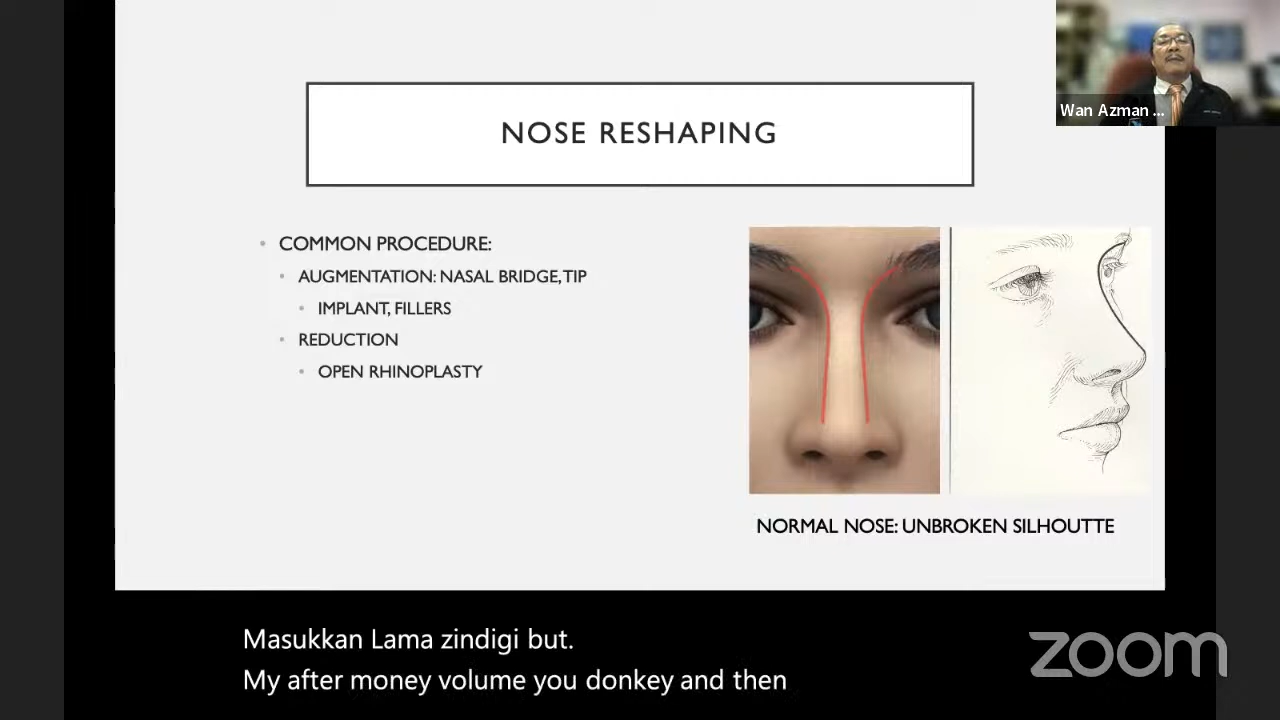 NOSE RESHAPING
Wan Azman ...
COMMON PROCEDURE:
AUGMENTATION: NASAL BRIDGE, TIP
IMPLANT, FILLERS
REDUCTION
OPEN RHINOPLASTY
NORMAL NOSE: UNBROKEN SILHOUTTE
Masukkan Lama zindigi but.
My after money volume you donkey and then
zoom